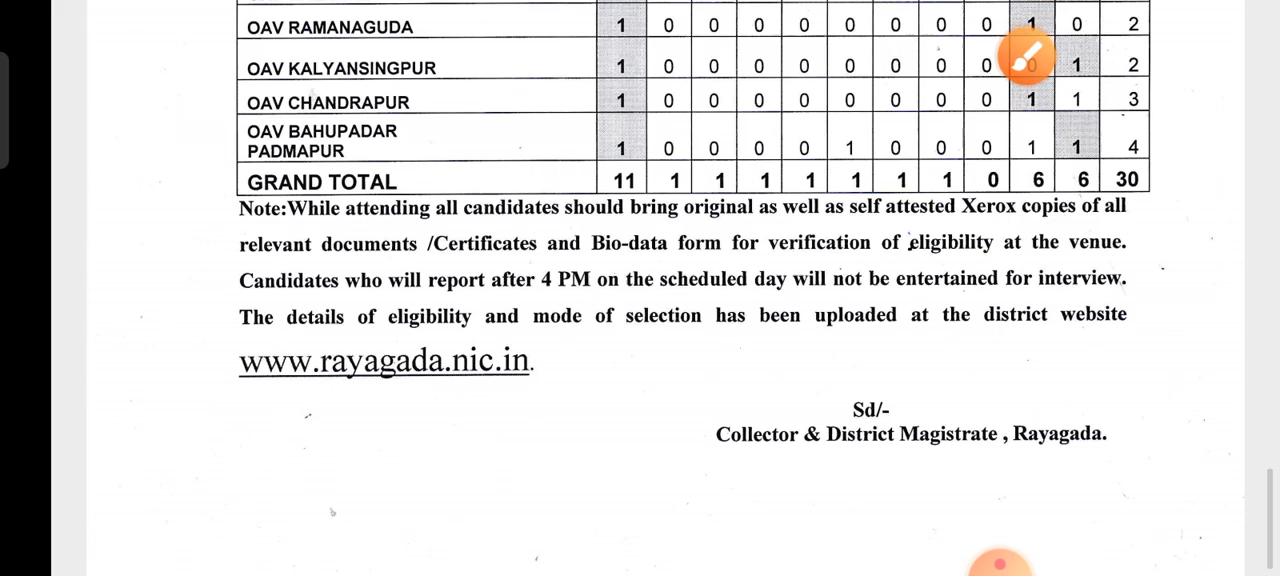 OAV RAMANAGUDA 1 0 0 0 0 0 0 0 0 1 0 2
OAV KALYANSINGPUR 1 0 0 0 0 0 0 0 0 0 1 2
OAV CHANDRAPUR 1 0 0 0 0 0 0 0 0 1 1 3
OAV BAHUPADAR
PADMAPUR 1 0 0 0 0 1 0 0 0 1 1 4
GRAND TOTAL 11 1 1 1 1 1 1 1 0 6 6 30
Note:While attending all candidates should bring original as well as self attested Xerox copies of all
relevant documents /Certificates and Bio-data form for verification of eligibility at the venue.
Candidates who will report after 4 PM on the scheduled day will not be entertained for interview.
The details of eligibility and mode of selection has been uploaded at the district website
www.rayagada.nic.in.
Sd/-
Collector & District Magistrate , Rayagada.